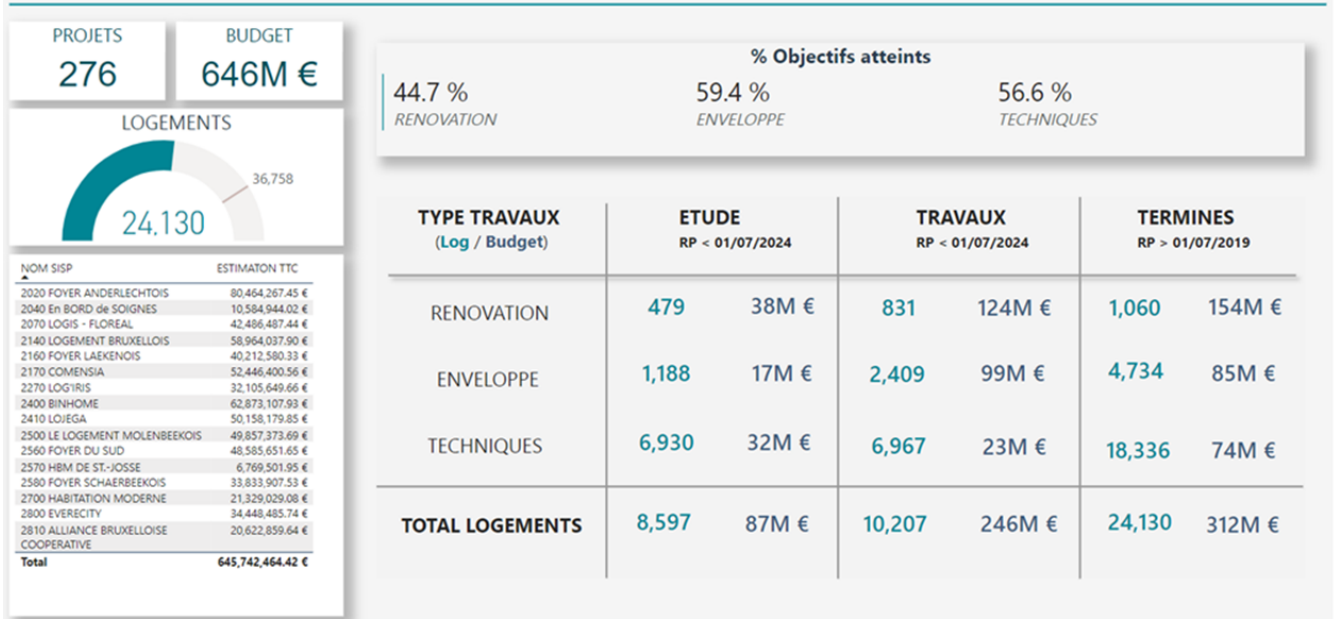 PROJETS
276
BUDGET
646M €
LOGEMENTS
36,758
24,130
NOM SISP ESTIMATON TTC
2020 FOYER ANDERLECHTOIS 80,464,267.45 €
2040 En BORD de SOIGNES 10,584,944.02 €
2070 LOGIS - FLOREAL 42,486,487.44 €
2140 LOGEMENT BRUXELLOIS 58,964,037.90 €
2160 FOYER LAEKENOIS 40,212,580.33 €
2170 COMENSIA 52,446,400.56 €
2270 LOG'IRIS 32,105,649.66 €
2400 BINHOME 62,873,107.93 €
2410 LOJEGA 50,158,179.85 €
2500 LE LOGEMENT MOLENBEEKOIS 49,857,373.69 €
2560 FOYER DU SUD 48,585,651.65 €
2570 HBM DE ST.-JOSSE 6,769,501.95 €
2580 FOYER SCHAERBEEKOIS 33,833,907.53 €
2700 HABITATION MODERNE 21,329,029.08 €
2800 EVERECITY 34,448,485.74 €
2810 ALLIANCE BRUXELLOISE 20,622,859.64 €
COOPERATIVE
Total 645,742,464.42 €
% Objectifs atteints
44.7 % 59.4 % 56.6 %
RENOVATION ENVELOPPE TECHNIQUES
TYPE TRAVAUX ETUDE TRAVAUX TERMINES
(Log / Budget) RP < 01/07/2024 RP < 01/07/2024 RP > 01/07/2019
RENOVATION 479 38M € 831 124M € 1,060 154M €
ENVELOPPE 1,188 17M € 2,409 99M € 4,734 85M €
TECHNIQUES 6,930 32M € 6,967 23M € 18,336 74M €
TOTAL LOGEMENTS 8,597 87M € 10,207 246M € 24,130 312M €